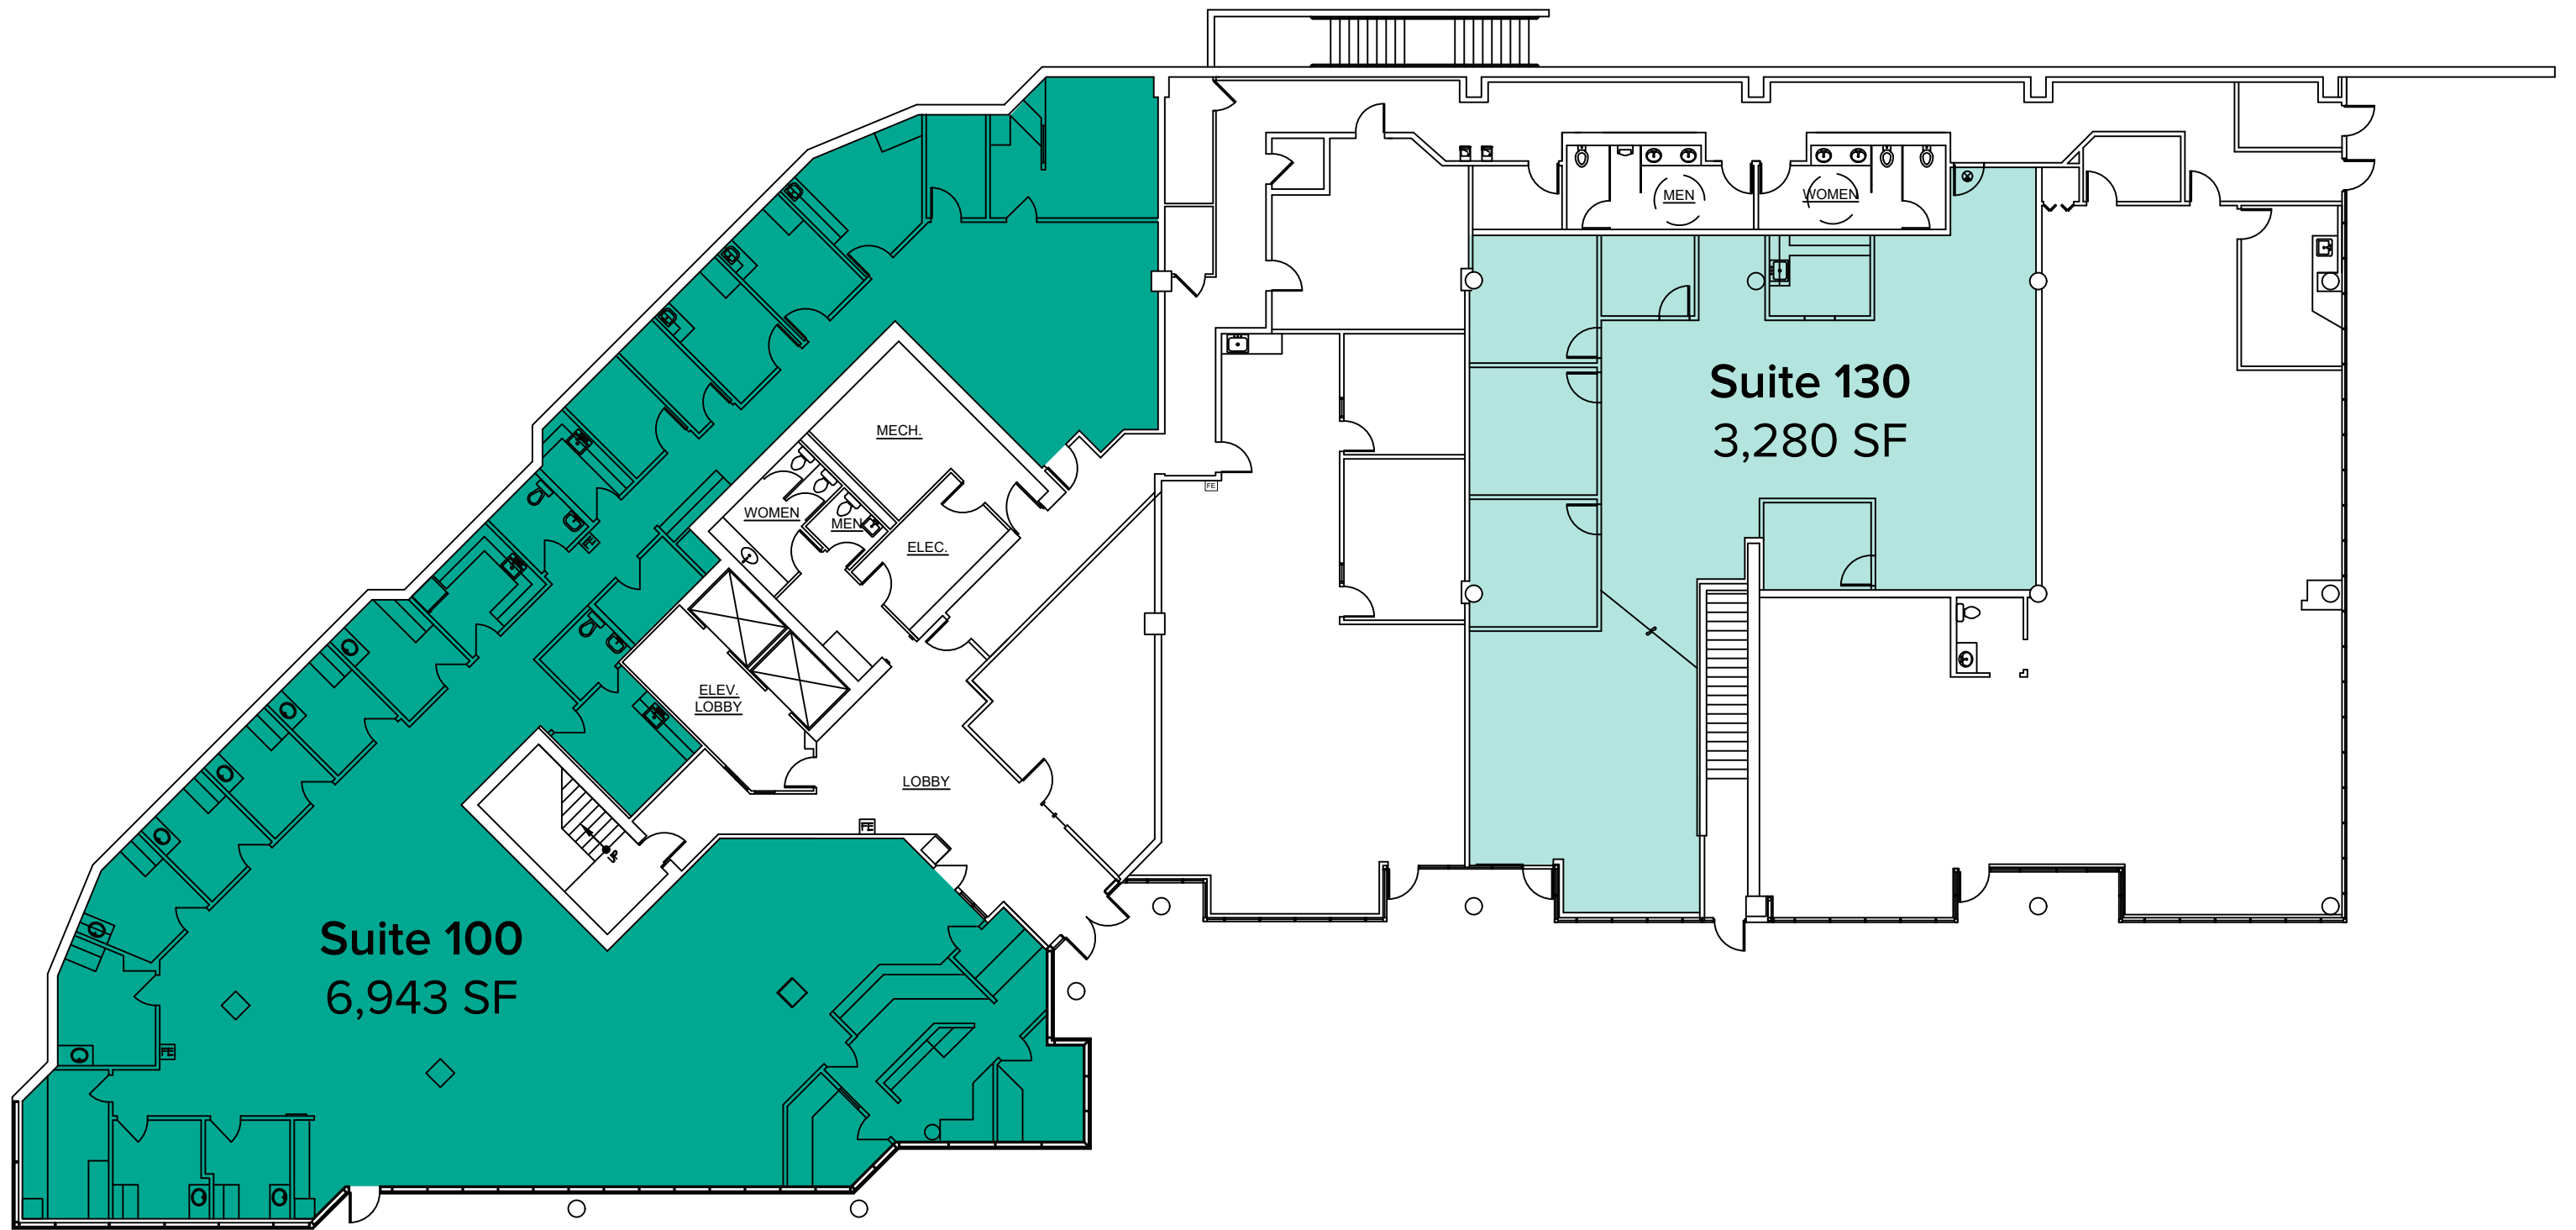 MEN
WOMEN
Suite 130
3,280 SF
MECH.
FE
WOMEN
MEN
ELEC.
FE
ELEV.
LOBBY
LOBBY
FE
UP
Suite 100
6,943 SF
FE